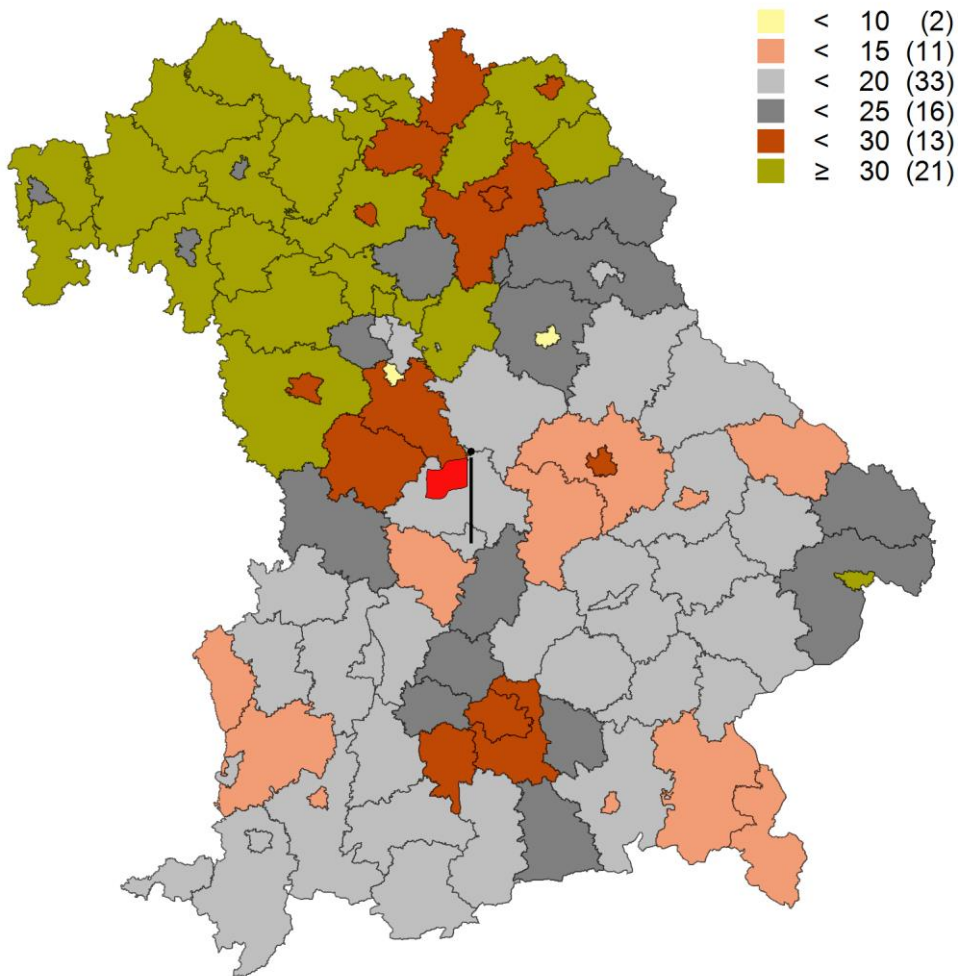 < 10 (2)
< 15 (11)
< 20 (33)
< 25 (16)
< 30 (13)
≥ 30 (21)